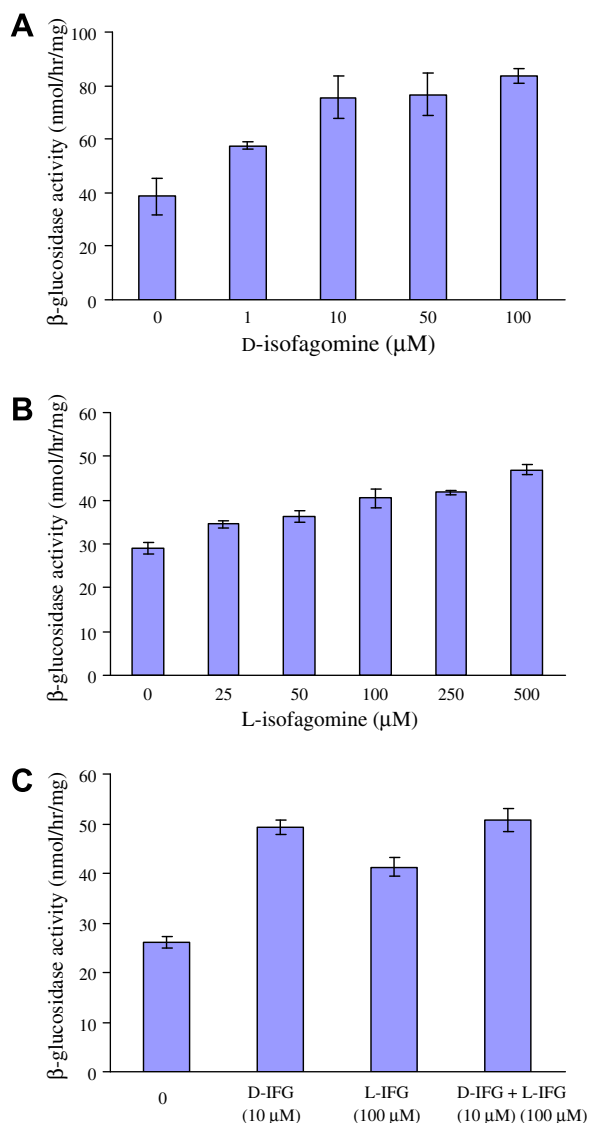 A
β-glucosidase activity (nmol/hr/mg)
100
80
60
40
20
0
0 1 10 50 100
D-isofagomine (μM)
B
β-glucosidase activity (nmol/hr/mg)
60
50
40
30
20
10
0
0 25 50 100 250 500
L-isofagomine (μM)
C
β-glucosidase activity (nmol/hr/mg)
60
50
40
30
20
10
0
0 D-IFG L-IFG D-IFG + L-IFG
(10 μM) (100 μM) (10 μM) (100 μM)